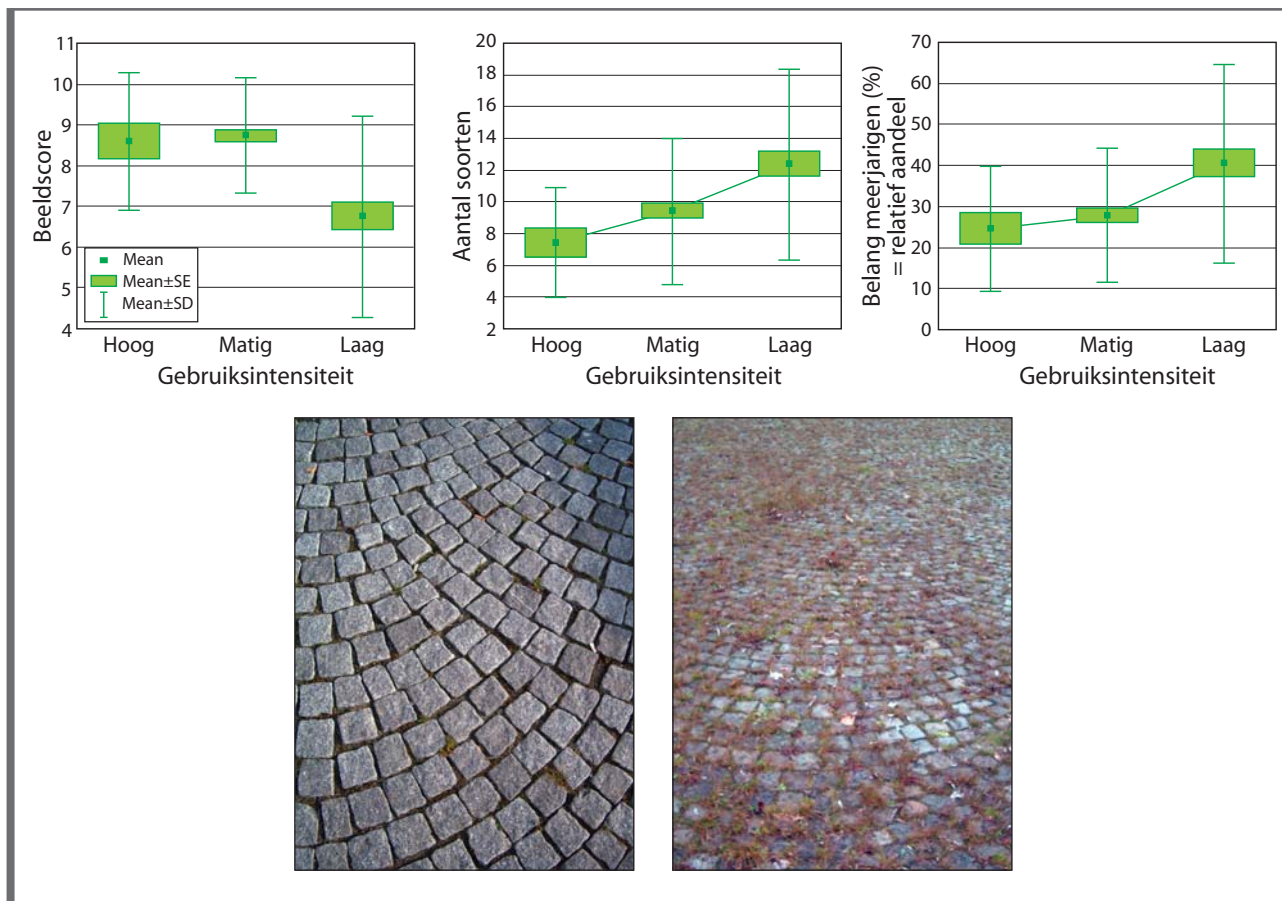 11
10
9
8
7
6
5
4
Beeldscore
Mean
Mean±SE
Mean±SD
Hoog Matig Laag
Gebruiksintensiteit
20
18
16
14
12
10
8
6
4
2
Aantal soorten
Hoog Matig Laag
Gebruiksintensiteit
70
60
50
40
30
20
10
0
Belang meerjarigen (%)
= relatief aandeel
Hoog Matig Laag
Gebruiksintensiteit